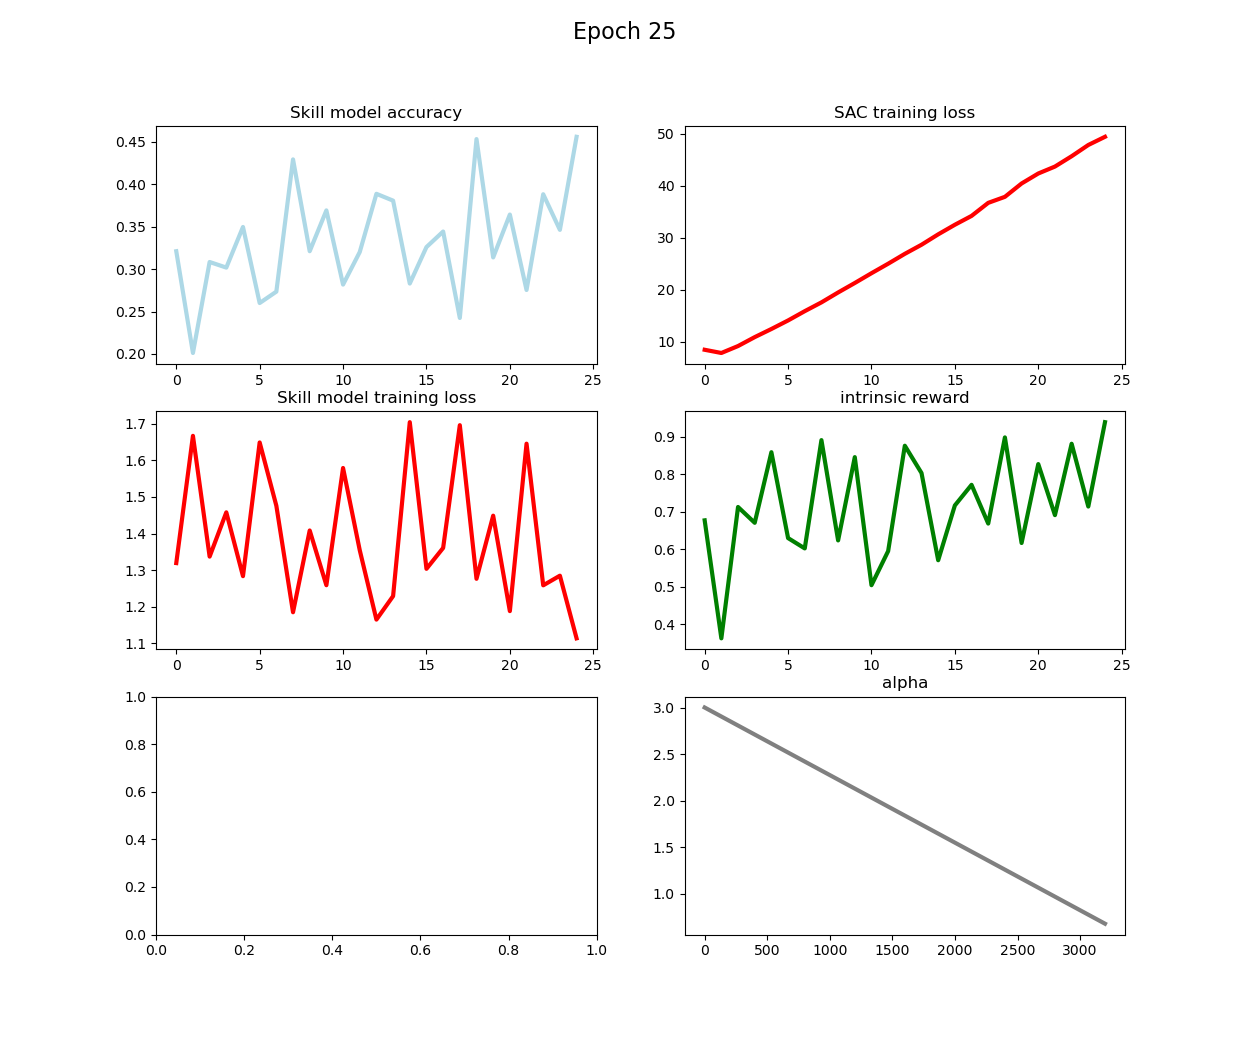 Epoch 25
Skill model accuracy
0.45
0.40
0.35
0.30
0.25
0.20
0 5 10 15 20 25
SAC training loss
50
40
30
20
10
0 5 10 15 20 25
Skill model training loss
1.7
1.6
1.5
1.4
1.3
1.2
1.1
0 5 10 15 20 25
intrinsic reward
0.9
0.8
0.7
0.6
0.5
0.4
0 5 10 15 20 25
1.0
0.8
0.6
0.4
0.2
0.0
0.0 0.2 0.4 0.6 0.8 1.0
alpha
3.0
2.5
2.0
1.5
1.0
0 500 1000 1500 2000 2500 3000